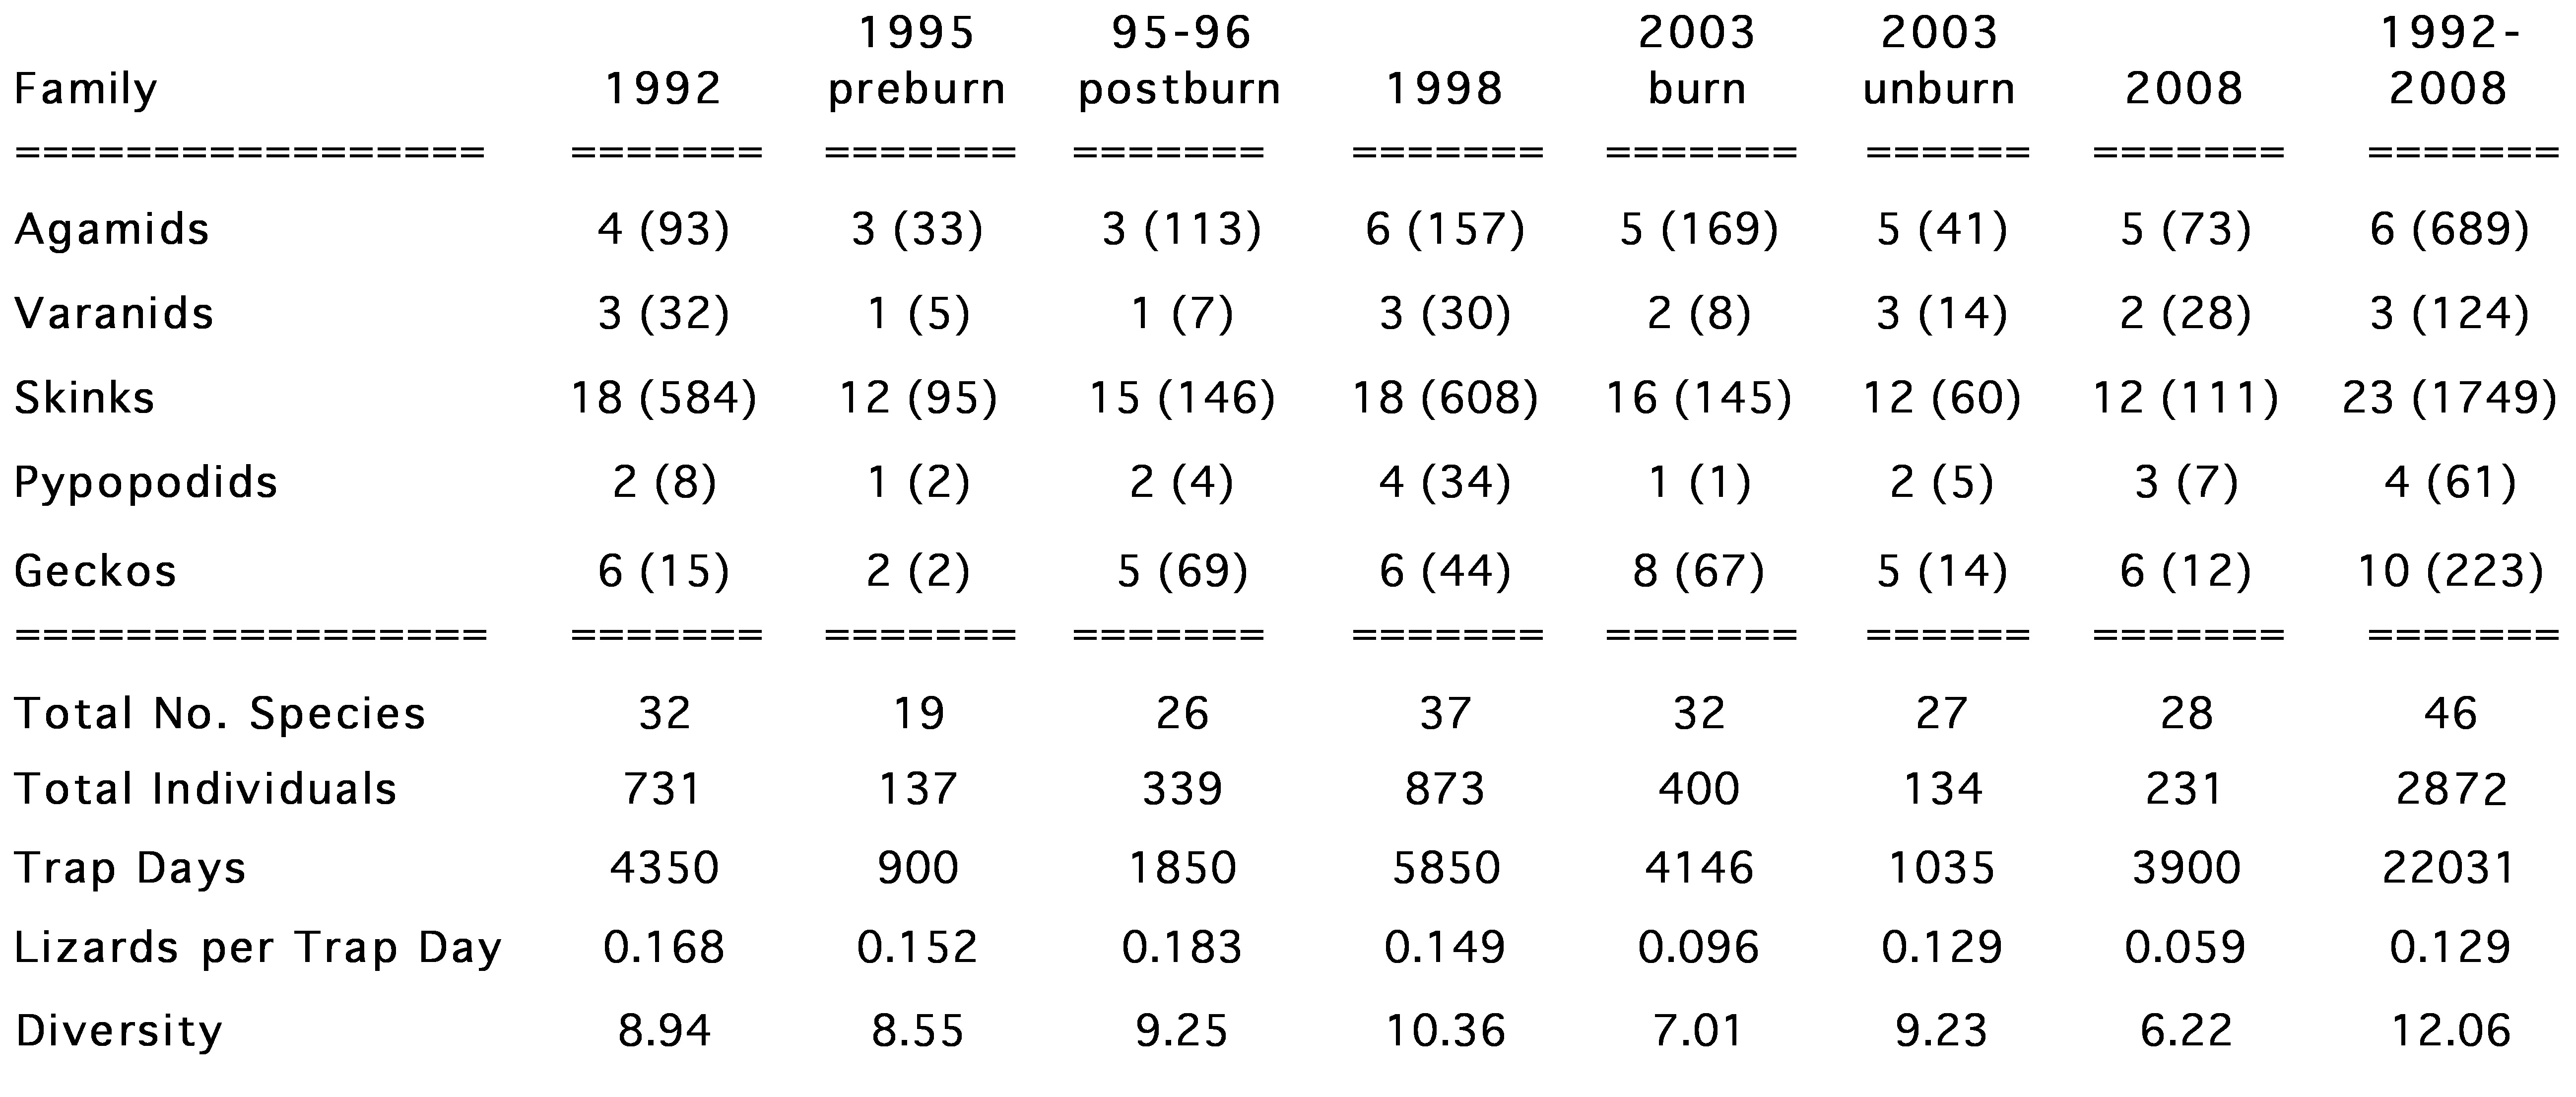 1995 95-96 2003 2003 1992-
Family 1992 preburn postburn 1998 burn unburn 2008 2008
================= ======= ======= ======= ======= ======= ====== ======= =======
Agamids 4 (93) 3 (33) 3 (113) 6 (157) 5 (169) 5 (41) 5 (73) 6 (689)
Varanids 3 (32) 1 (5) 1 (7) 3 (30) 2 (8) 3 (14) 2 (28) 3 (124)
Skinks 18 (584) 12 (95) 15 (146) 18 (608) 16 (145) 12 (60) 12 (111) 23 (1749)
Pypopodids 2 (8) 1 (2) 2 (4) 4 (34) 1 (1) 2 (5) 3 (7) 4 (61)
Geckos 6 (15) 2 (2) 5 (69) 6 (44) 8 (67) 5 (14) 6 (12) 10 (223)
================= ======= ======= ======= ======= ======= ====== ======= =======
Total No. Species 32 19 26 37 32 27 28 46
Total Individuals 731 137 339 873 400 134 231 2872
Trap Days 4350 900 1850 5850 4146 1035 3900 22031
Lizards per Trap Day 0.168 0.152 0.183 0.149 0.096 0.129 0.059 0.129
Diversity 8.94 8.55 9.25 10.36 7.01 9.23 6.22 12.06